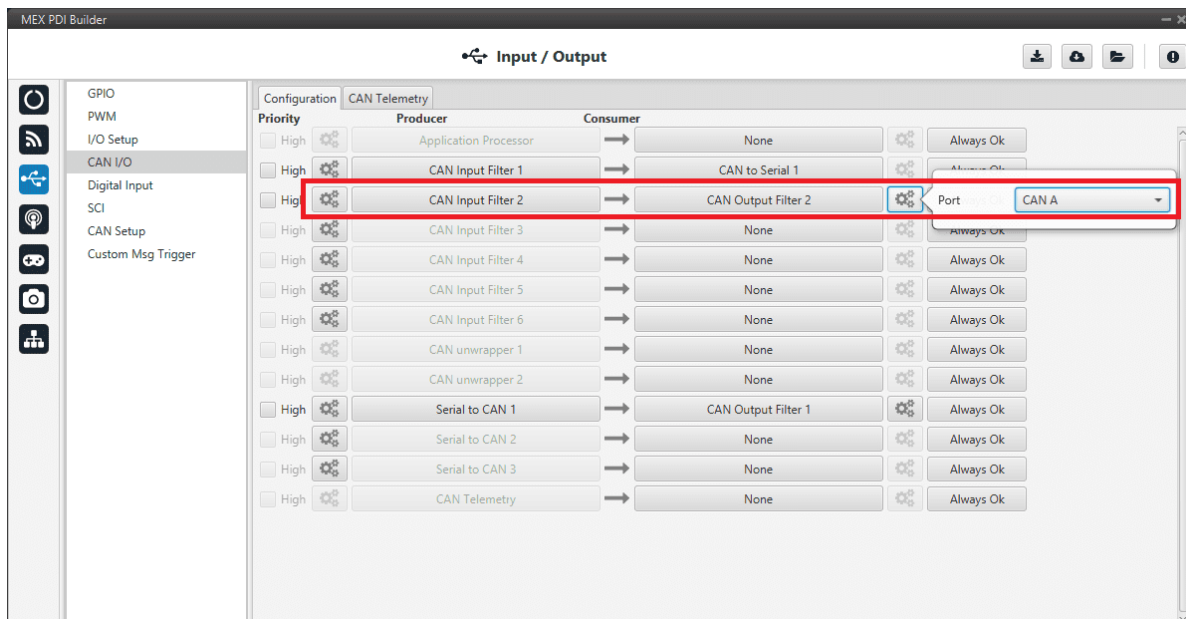 MEX PDI Builder
Input / Output
GPIO
PWM
I/O Setup
CAN I/O
Digital Input
SCI
CAN Setup
Custom Msg Trigger
Configuration CAN Telemetry
Priority Producer Consumer
High Application Processor None Always Ok
High CAN Input Filter 1 CAN to Serial 1 Always Ok
High CAN Input Filter 2 CAN Output Filter 2 Port CAN A
High CAN Input Filter 3 None Always Ok
High CAN Input Filter 4 None Always Ok
High CAN Input Filter 5 None Always Ok
High CAN Input Filter 6 None Always Ok
High CAN unwrapper 1 None Always Ok
High CAN unwrapper 2 None Always Ok
High Serial to CAN 1 CAN Output Filter 1 Always Ok
High Serial to CAN 2 None Always Ok
High Serial to CAN 3 None Always Ok
High CAN Telemetry None Always Ok